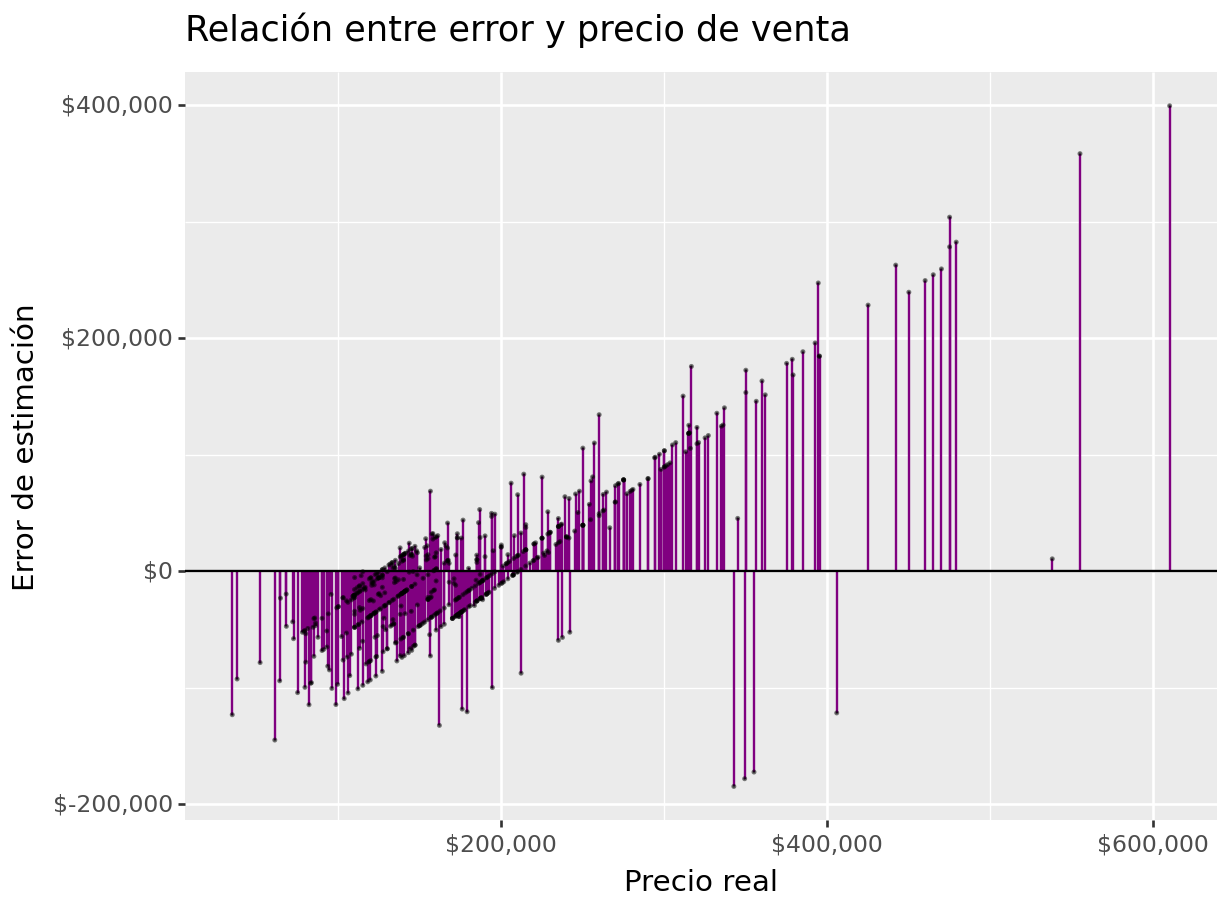 Relación entre error y precio de venta
Error de estimación
$400,000
$200,000
$0
$-200,000
$200,000
$400,000
$600,000
Precio real